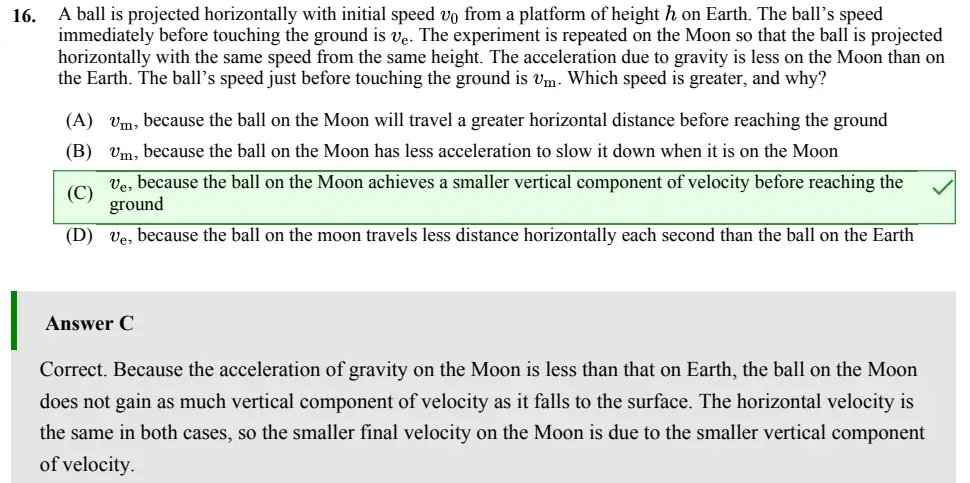 16. A ball is projected horizontally with initial speed v₀ from a platform of height h on Earth. The ball's speed
immediately before touching the ground is vₑ. The experiment is repeated on the Moon so that the ball is projected
horizontally with the same speed from the same height. The acceleration due to gravity is less on the Moon than on
the Earth. The ball's speed just before touching the ground is vₘ. Which speed is greater, and why?
(A) vₘ, because the ball on the Moon will travel a greater horizontal distance before reaching the ground
(B) vₘ, because the ball on the Moon has less acceleration to slow it down when it is on the Moon
(C) vₑ, because the ball on the Moon achieves a smaller vertical component of velocity before reaching the
ground
(D) vₑ, because the ball on the moon travels less distance horizontally each second than the ball on the Earth
Answer C
Correct. Because the acceleration of gravity on the Moon is less than that on Earth, the ball on the Moon
does not gain as much vertical component of velocity as it falls to the surface. The horizontal velocity is
the same in both cases, so the smaller final velocity on the Moon is due to the smaller vertical component
of velocity.